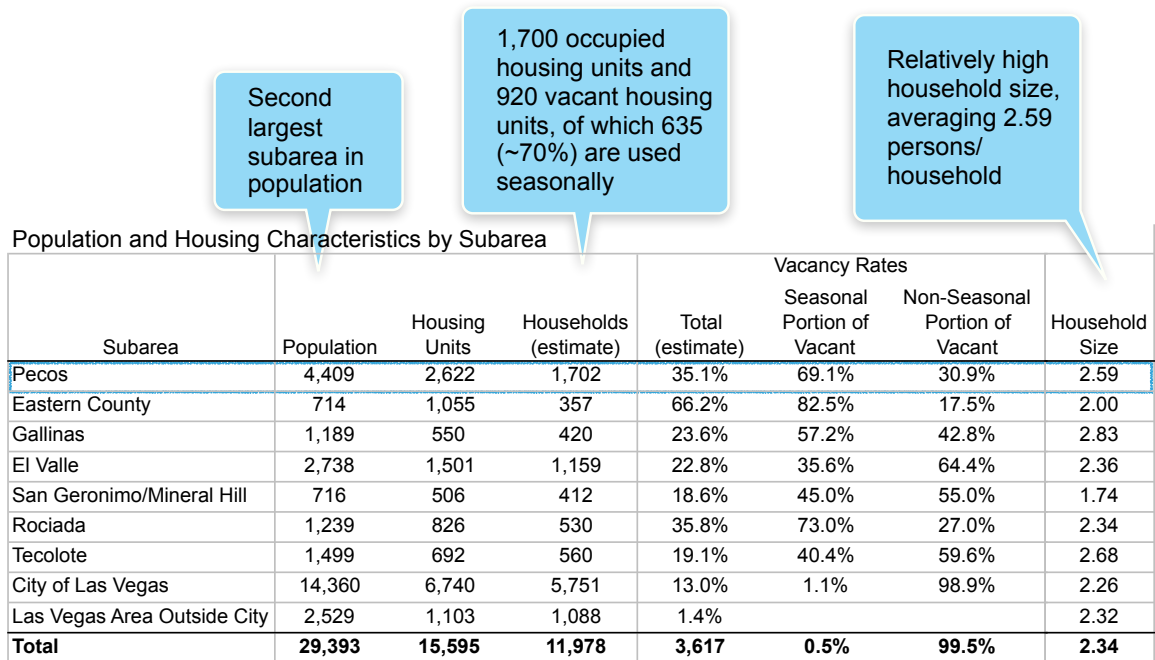 Second
largest
subarea in
population
1,700 occupied
housing units and
920 vacant housing
units, of which 635
(~70%) are used
seasonally
Relatively high
household size,
averaging 2.59
persons/
household
Population and Housing Characteristics by Subarea
Vacancy Rates
Subarea Population Housing Units Households (estimate) Total (estimate) Seasonal Portion of Vacant Non-Seasonal Portion of Vacant Household Size
Pecos 4,409 2,622 1,702 35.1% 69.1% 30.9% 2.59
Eastern County 714 1,055 357 66.2% 82.5% 17.5% 2.00
Gallinas 1,189 550 420 23.6% 57.2% 42.8% 2.83
El Valle 2,738 1,501 1,159 22.8% 35.6% 64.4% 2.36
San Geronimo/Mineral Hill 716 506 412 18.6% 45.0% 55.0% 1.74
Rociada 1,239 826 530 35.8% 73.0% 27.0% 2.34
Tecolote 1,499 692 560 19.1% 40.4% 59.6% 2.68
City of Las Vegas 14,360 6,740 5,751 13.0% 1.1% 98.9% 2.26
Las Vegas Area Outside City 2,529 1,103 1,088 1.4% 2.32
Total 29,393 15,595 11,978 3,617 0.5% 99.5% 2.34